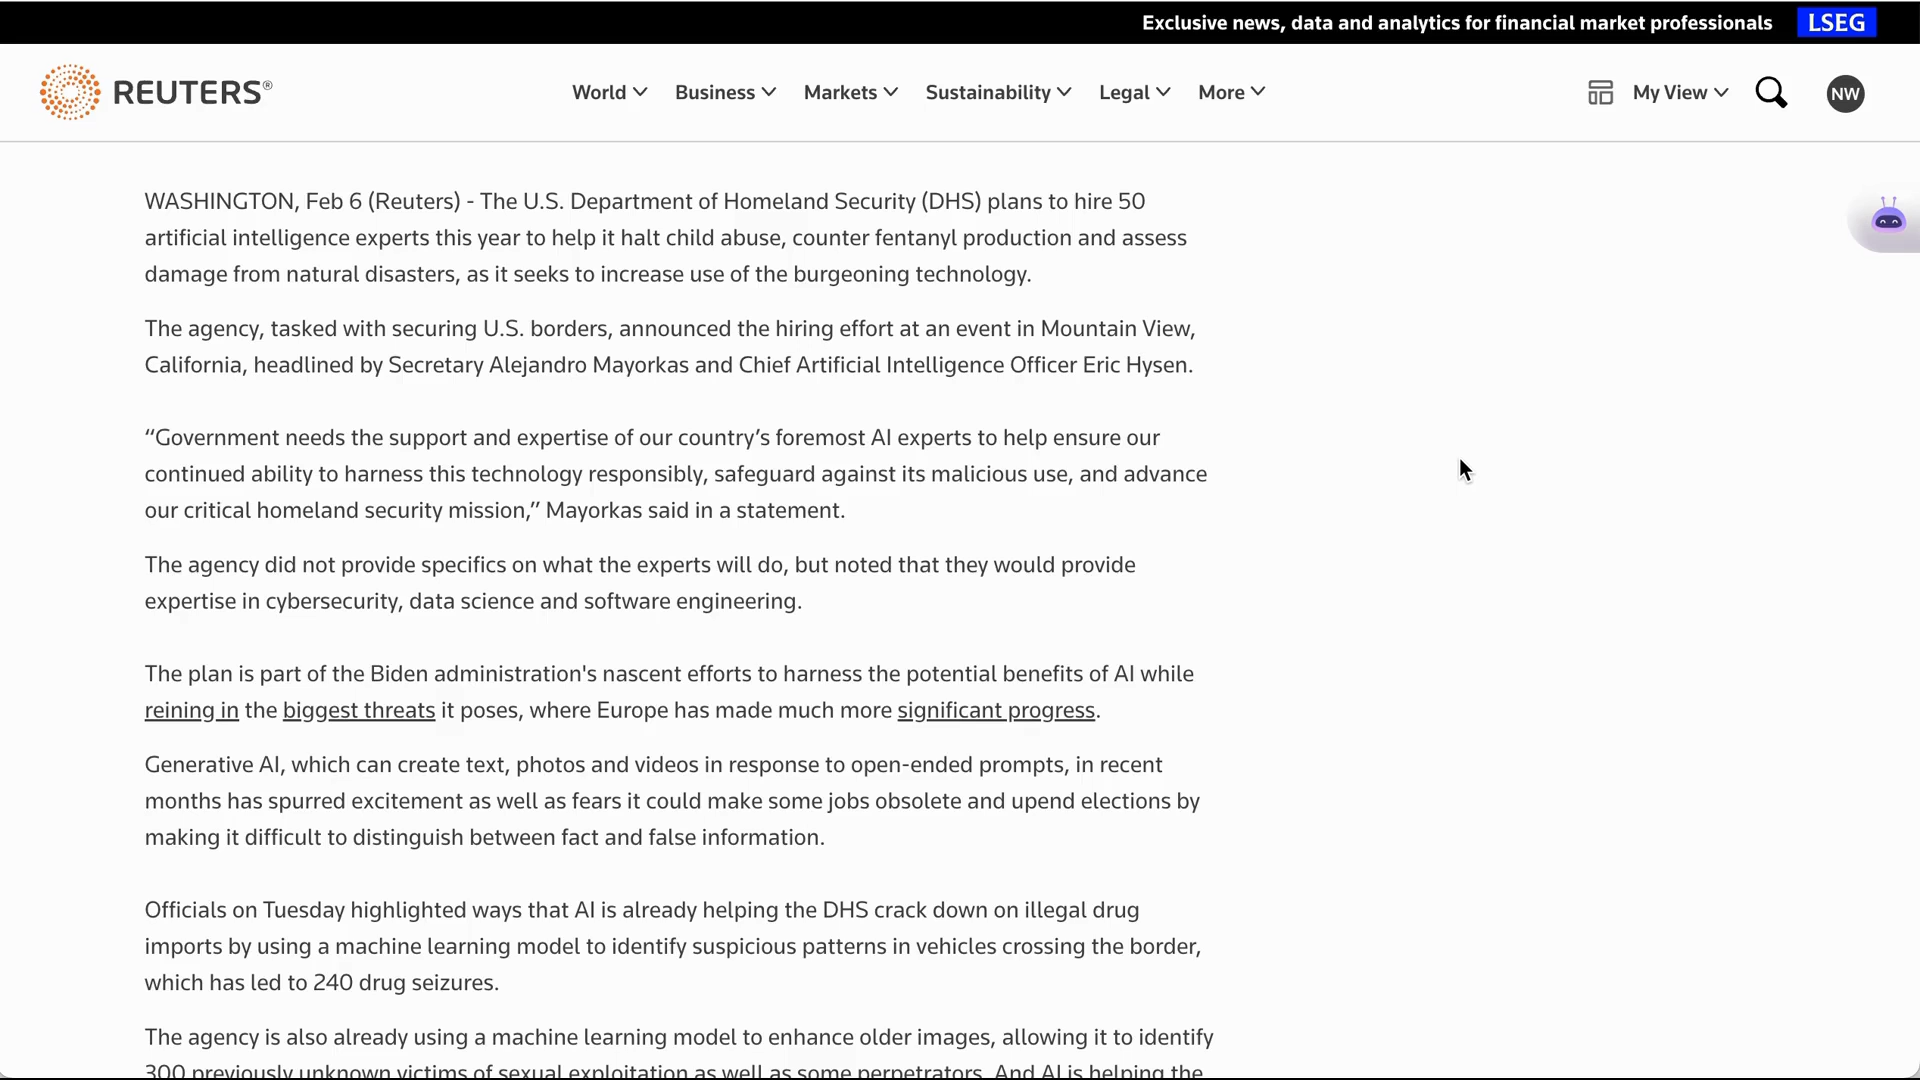 Exclusive news, data and analytics for financial market professionals LSEG
REUTERS®
World Business Markets Sustainability Legal More
My View
NW
WASHINGTON, Feb 6 (Reuters) - The U.S. Department of Homeland Security (DHS) plans to hire 50
artificial intelligence experts this year to help it halt child abuse, counter fentanyl production and assess
damage from natural disasters, as it seeks to increase use of the burgeoning technology.
The agency, tasked with securing U.S. borders, announced the hiring effort at an event in Mountain View,
California, headlined by Secretary Alejandro Mayorkas and Chief Artificial Intelligence Officer Eric Hysen.
“Government needs the support and expertise of our country’s foremost AI experts to help ensure our
continued ability to harness this technology responsibly, safeguard against its malicious use, and advance
our critical homeland security mission,” Mayorkas said in a statement.
The agency did not provide specifics on what the experts will do, but noted that they would provide
expertise in cybersecurity, data science and software engineering.
The plan is part of the Biden administration's nascent efforts to harness the potential benefits of AI while
reining in the biggest threats it poses, where Europe has made much more significant progress.
Generative AI, which can create text, photos and videos in response to open-ended prompts, in recent
months has spurred excitement as well as fears it could make some jobs obsolete and upend elections by
making it difficult to distinguish between fact and false information.
Officials on Tuesday highlighted ways that AI is already helping the DHS crack down on illegal drug
imports by using a machine learning model to identify suspicious patterns in vehicles crossing the border,
which has led to 240 drug seizures.
The agency is also already using a machine learning model to enhance older images, allowing it to identify
300 previously unknown victims of sexual exploitation as well as some perpetrators. And AI is helping the